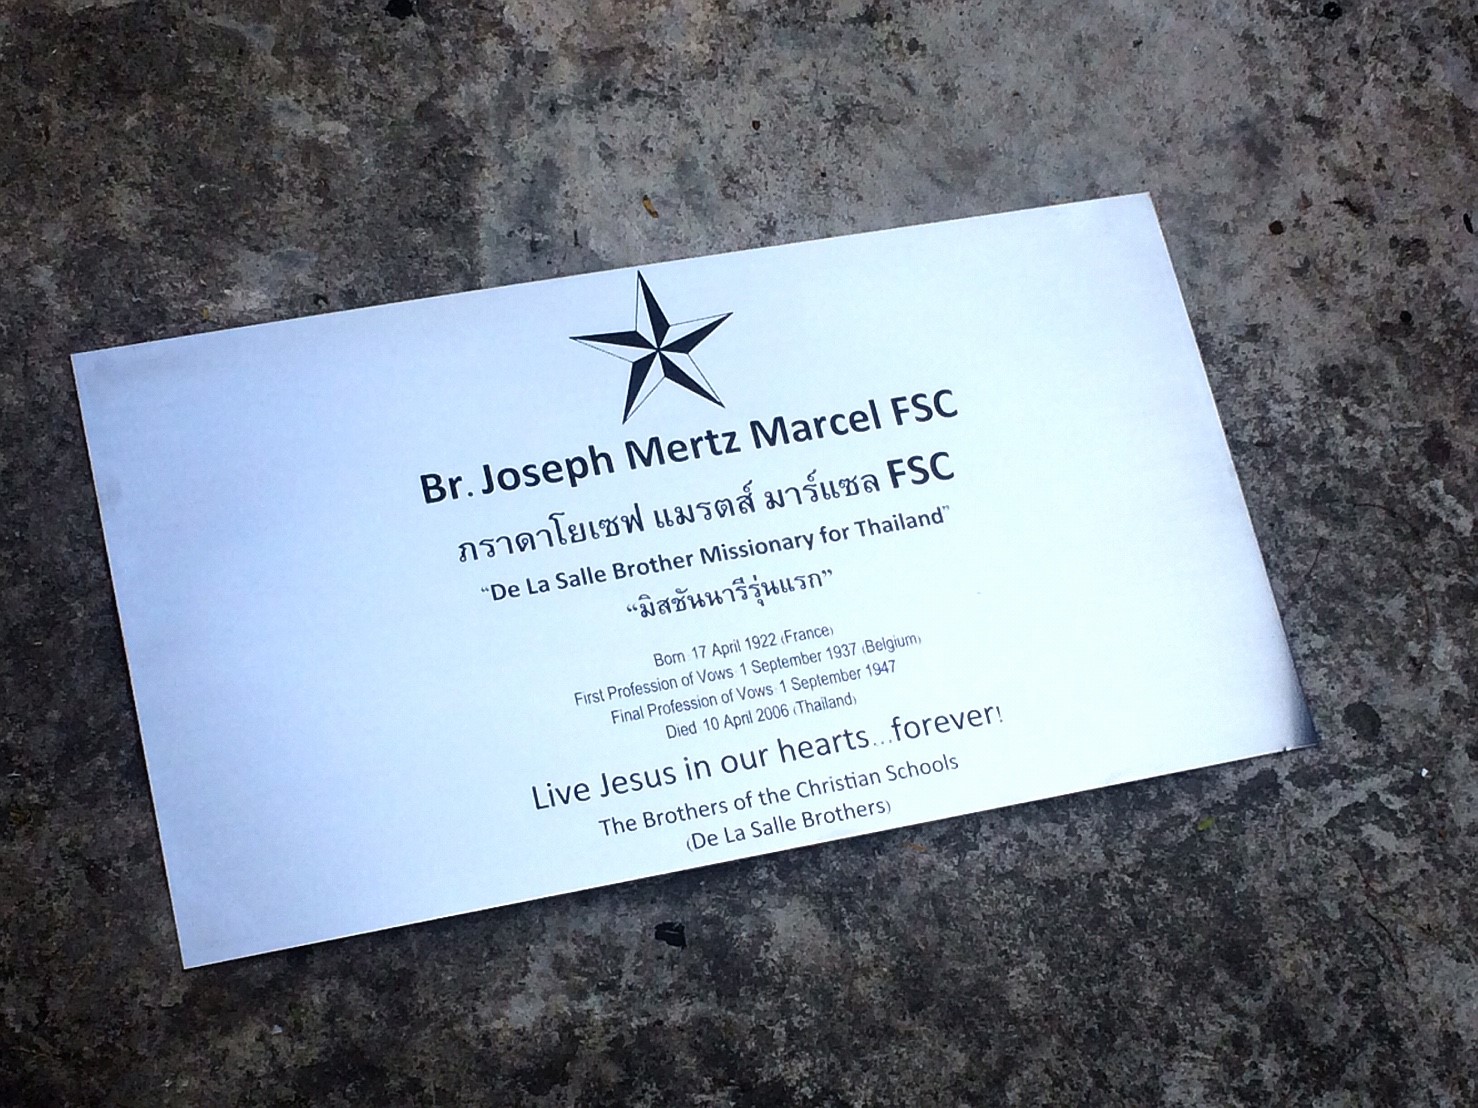 Br. Joseph Mertz Marcel FSC
ภราดาโยเซฟ แมรตส์ มาร์แซล FSC
“De La Salle Brother Missionary for Thailand”
“มิสชันนารีรุ่นแรก”
Born 17 April 1922 (France)
First Profession of Vows 1 September 1937 (Belgium)
Final Profession of Vows 1 September 1947
Died 10 April 2006 (Thailand)
Live Jesus in our hearts...forever!
The Brothers of the Christian Schools
(De La Salle Brothers)